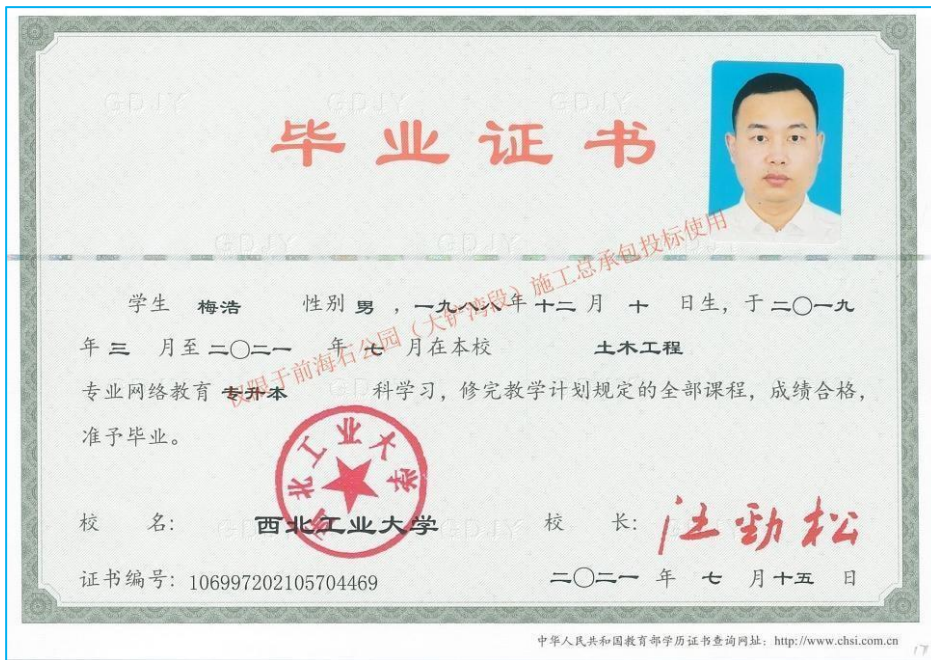 毕业证书
仅限于前海石公园（大铲湾段）施工总承包投标使用
学生 梅浩 性别 男 ，一九八八年 十二 月 十 日生，于 二〇一九
年 三 月至 二〇二一 年 七 月在本校 土木工程
专业网络教育 专升本 科学习，修完教学计划规定的全部课程，成绩合格，
准予毕业。
西北工业大学
校 名： 西北工业大学 校 长： 汪劲松
证书编号：106997202105704469 二〇二一 年 七 月 十五 日
中华人民共和国教育部学历证书查询网址：http://www.chsi.com.cn